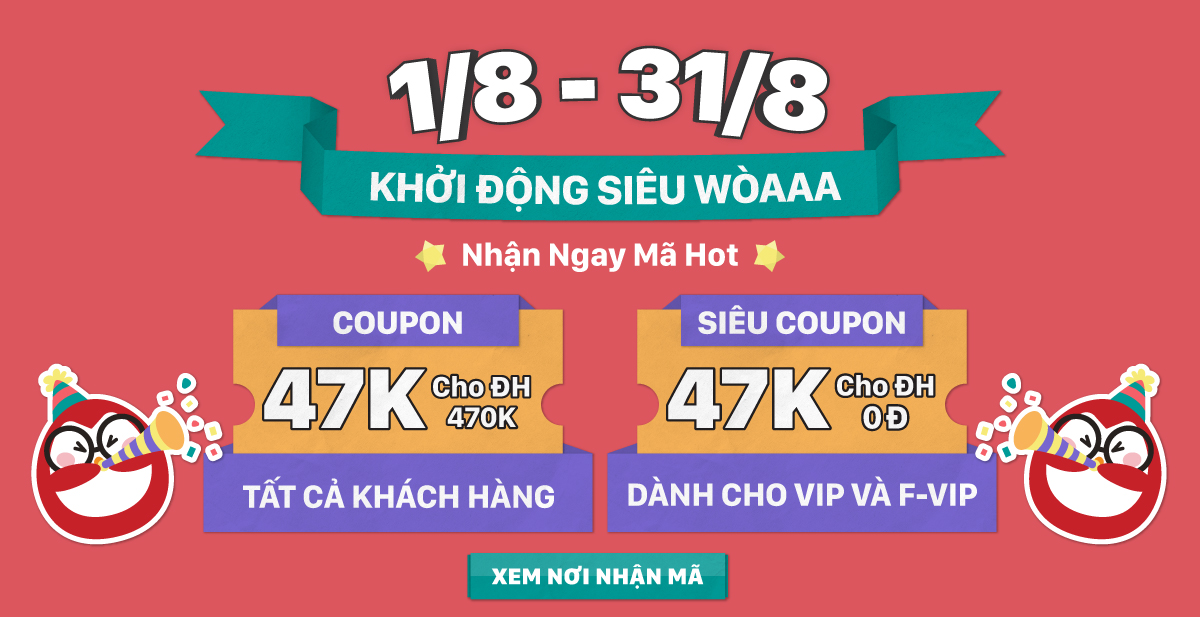 1/8 - 31/8
KHỞI ĐỘNG SIÊU WÒAAA
Nhận Ngay Mã Hot
COUPON
47K Cho ĐH
470K
TẤT CẢ KHÁCH HÀNG
SIÊU COUPON
47K Cho ĐH
0Đ
DÀNH CHO VIP VÀ F-VIP
XEM NƠI NHẬN MÃ